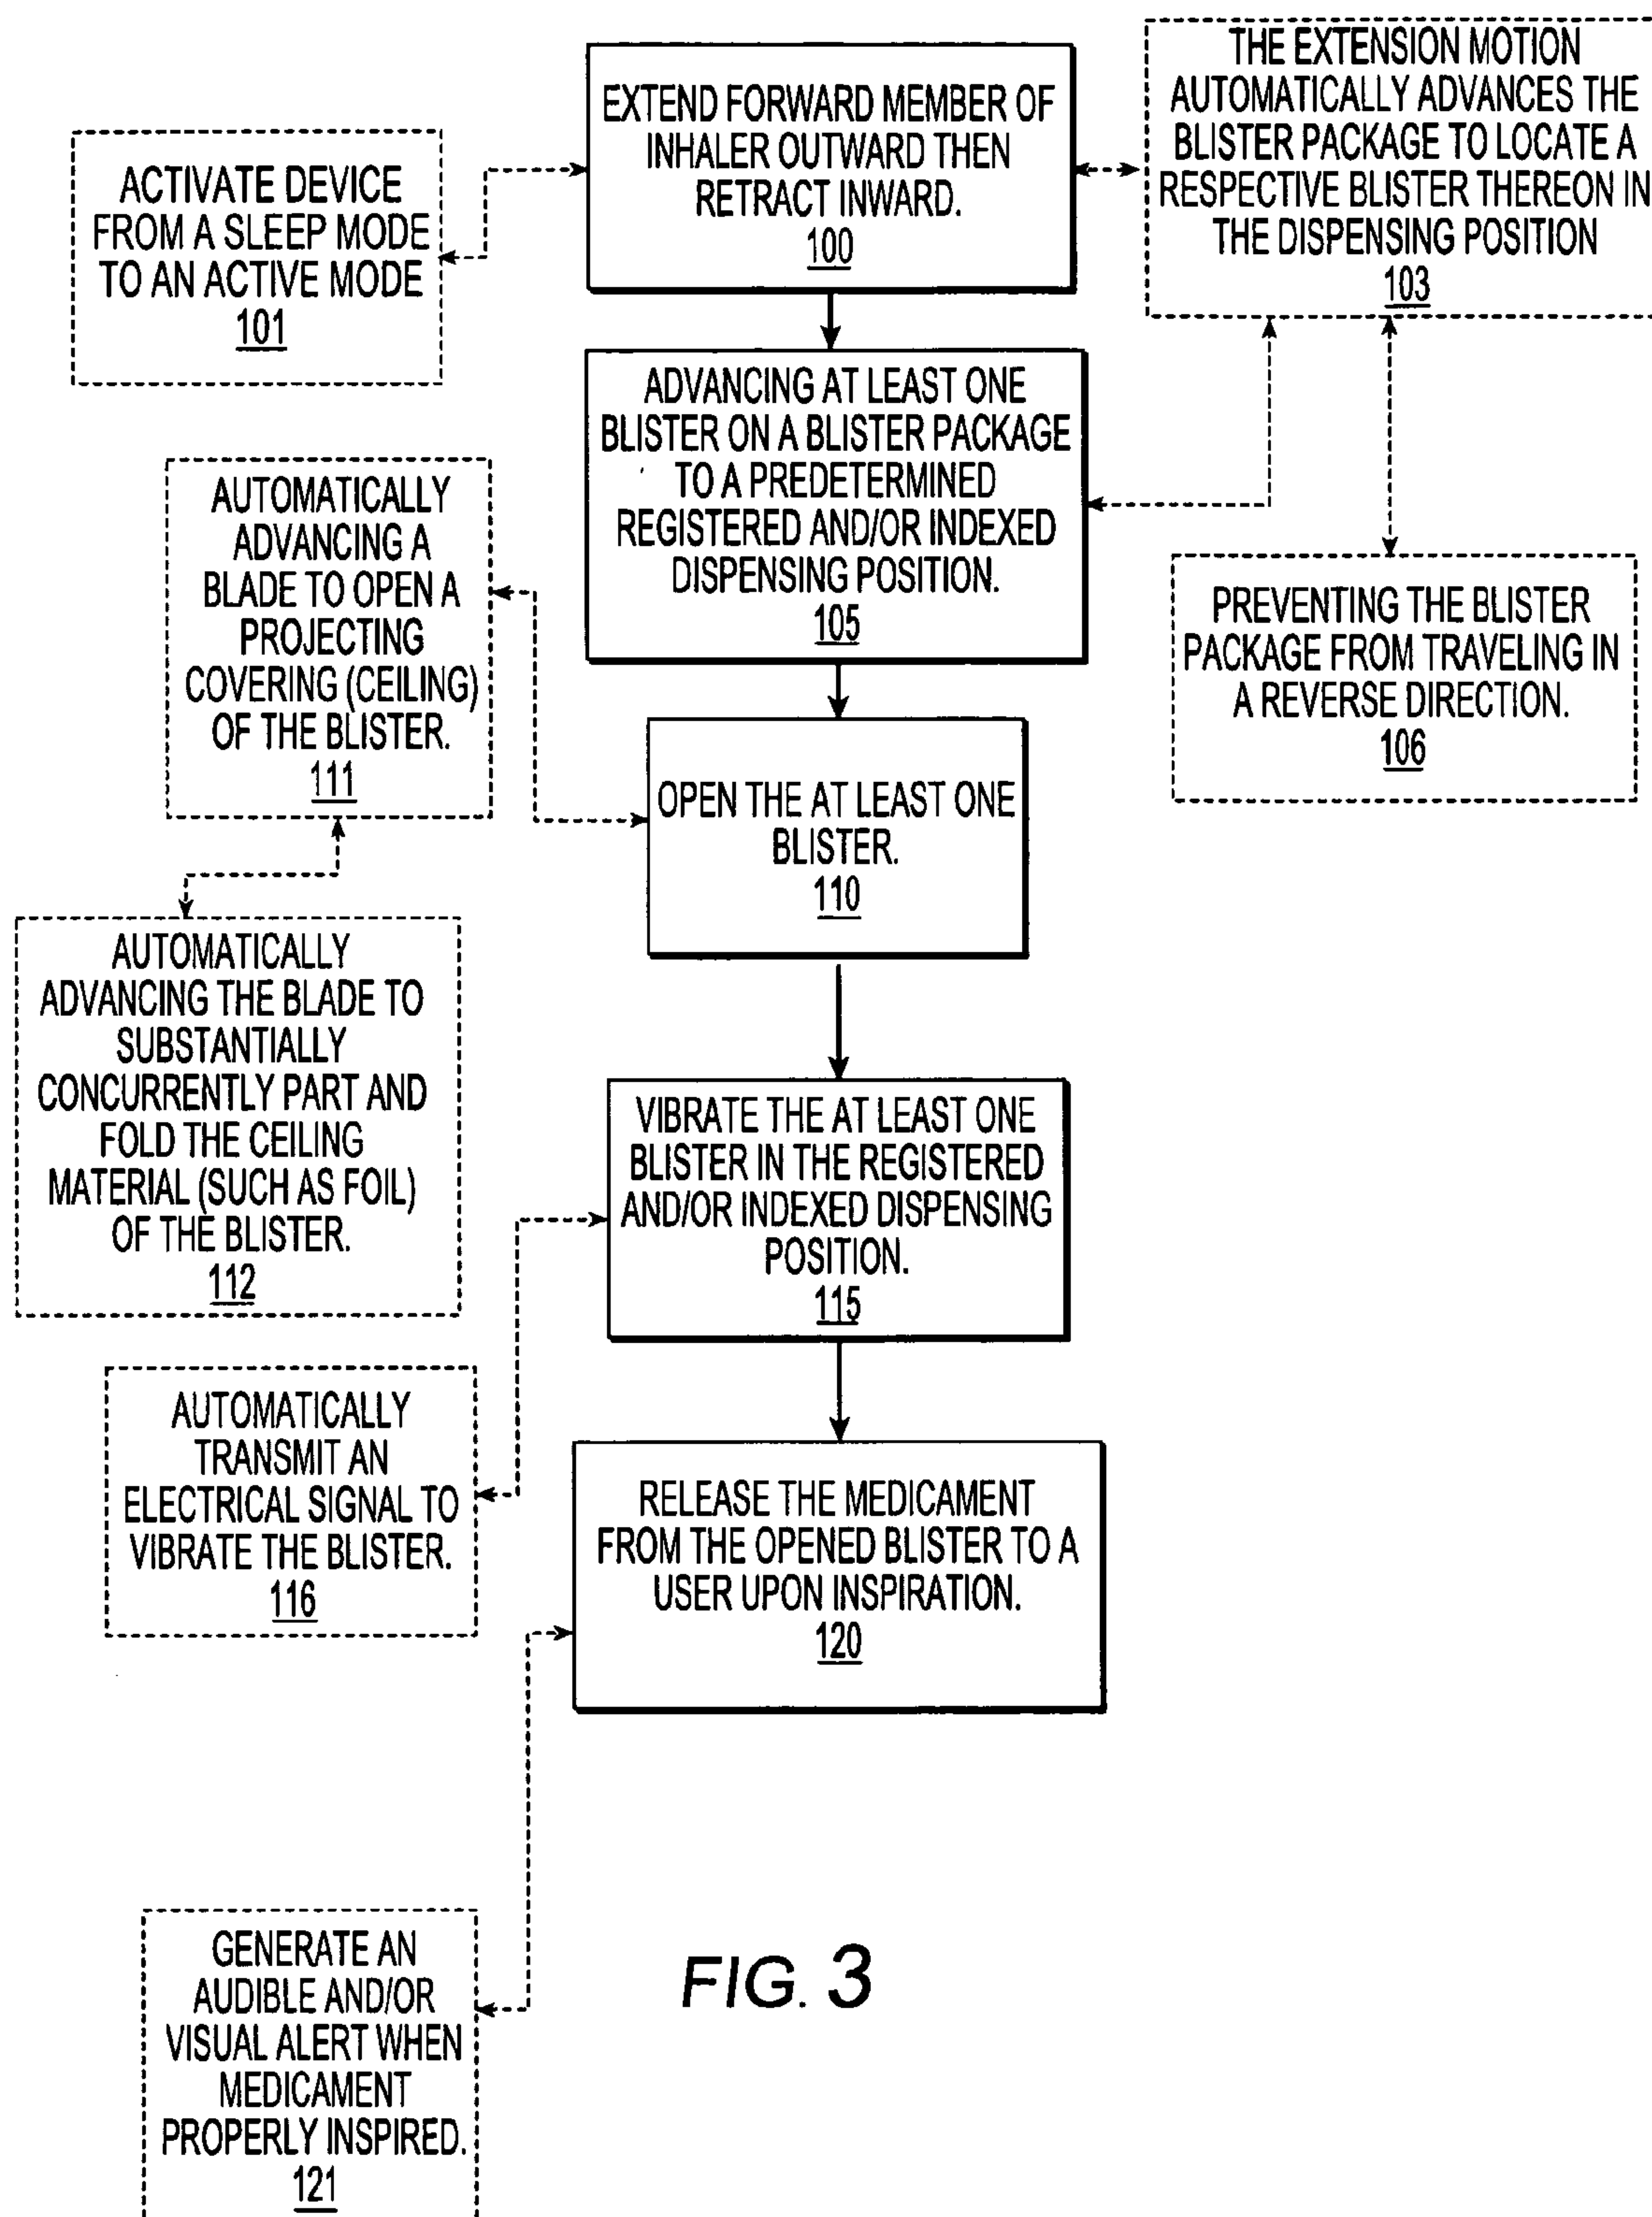 EXTEND FORWARD MEMBER OF
INHALER OUTWARD THEN
RETRACT INWARD.
100
THE EXTENSION MOTION
AUTOMATICALLY ADVANCES THE
BLISTER PACKAGE TO LOCATE A
RESPECTIVE BLISTER THEREON IN
THE DISPENSING POSITION
103
ACTIVATE DEVICE
FROM A SLEEP MODE
TO AN ACTIVE MODE
101
ADVANCING AT LEAST ONE
BLISTER ON A BLISTER PACKAGE
TO A PREDETERMINED
REGISTERED AND/OR INDEXED
DISPENSING POSITION.
105
PREVENTING THE BLISTER
PACKAGE FROM TRAVELING IN
A REVERSE DIRECTION.
106
AUTOMATICALLY
ADVANCING A
BLADE TO OPEN A
PROJECTING
COVERING (CEILING)
OF THE BLISTER.
111
OPEN THE AT LEAST ONE
BLISTER.
110
AUTOMATICALLY
ADVANCING THE BLADE TO
SUBSTANTIALLY
CONCURRENTLY PART AND
FOLD THE CEILING
MATERIAL (SUCH AS FOIL)
OF THE BLISTER.
112
VIBRATE THE AT LEAST ONE
BLISTER IN THE REGISTERED
AND/OR INDEXED DISPENSING
POSITION.
115
AUTOMATICALLY
TRANSMIT AN
ELECTRICAL SIGNAL TO
VIBRATE THE BLISTER.
116
RELEASE THE MEDICAMENT
FROM THE OPENED BLISTER TO A
USER UPON INSPIRATION.
120
GENERATE AN
AUDIBLE AND/OR
VISUAL ALERT WHEN
MEDICAMENT
PROPERLY INSPIRED.
121
FIG. 3